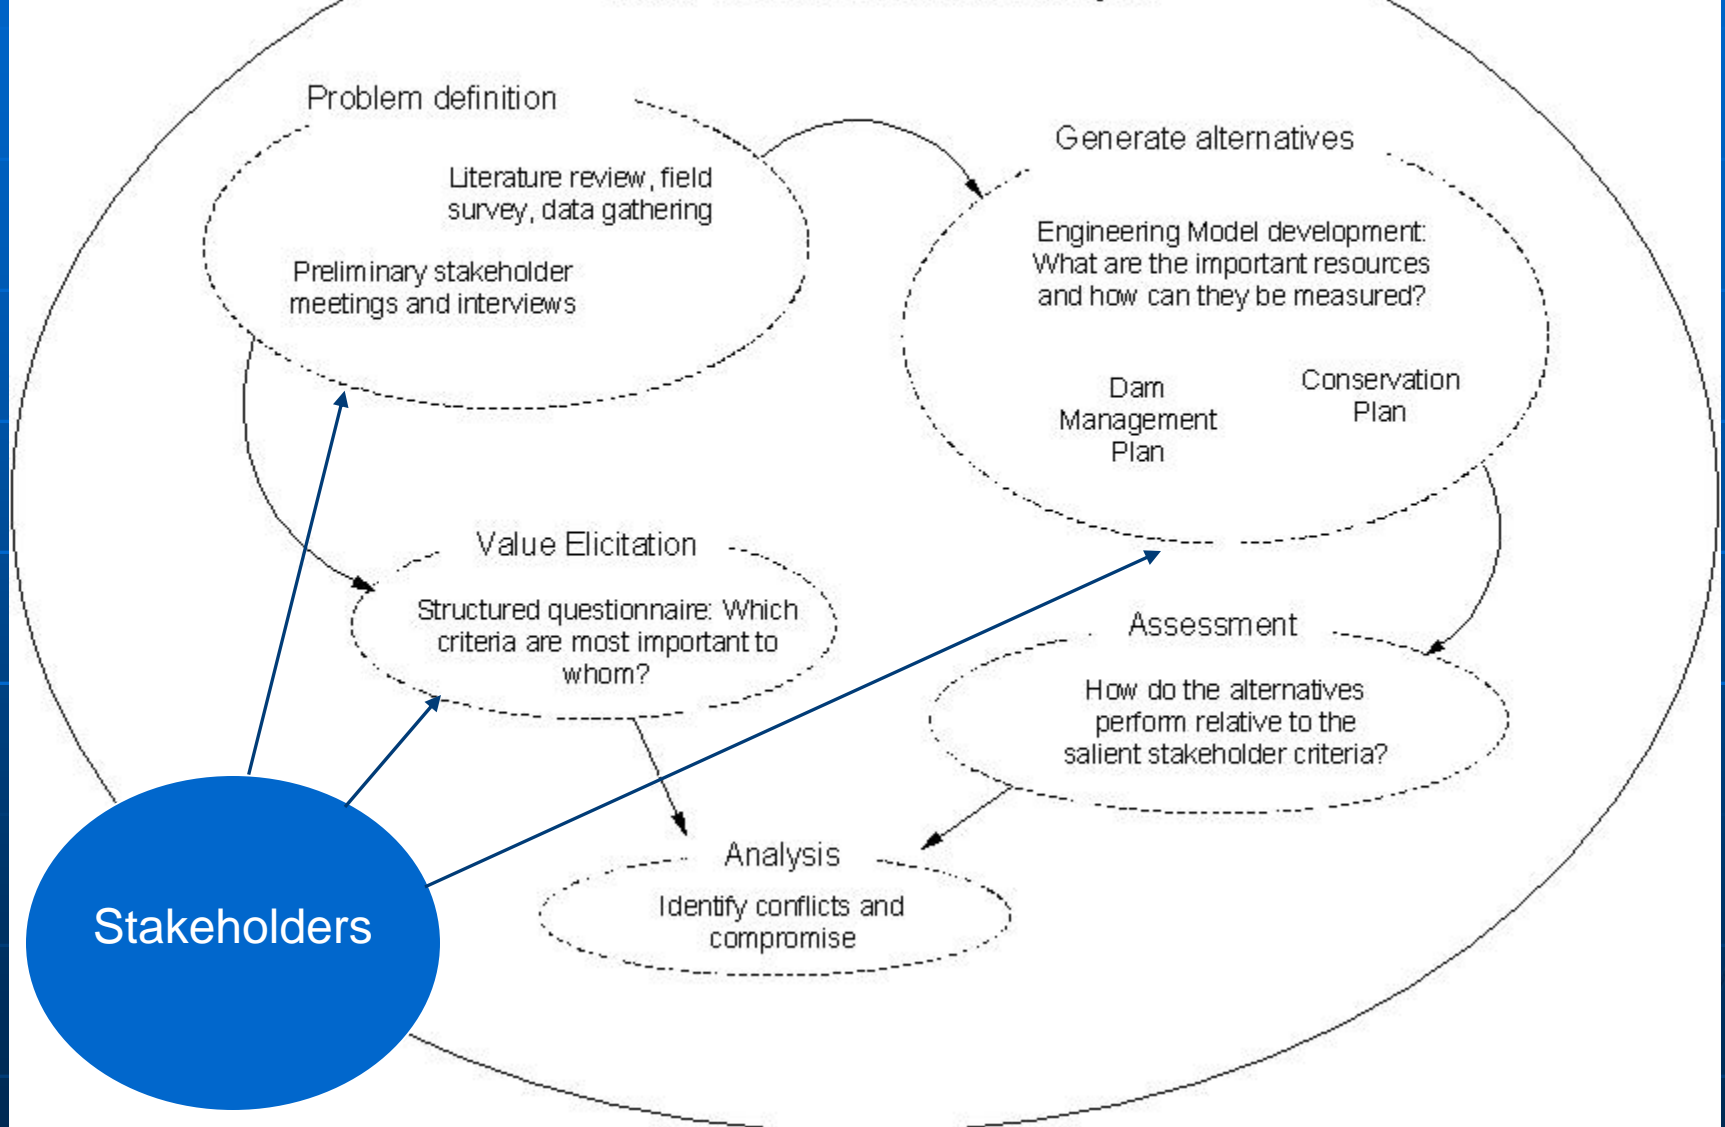 Problem definition
Literature review, field
survey, data gathering
Preliminary stakeholder
meetings and interviews
Generate alternatives
Engineering Model development:
What are the important resources
and how can they be measured?
Dam
Management
Plan
Conservation
Plan
Value Elicitation
Structured questionnaire: Which
criteria are most important to
whom?
Assessment
How do the alternatives
perform relative to the
salient stakeholder criteria?
Analysis
Identify conflicts and
compromise
Stakeholders